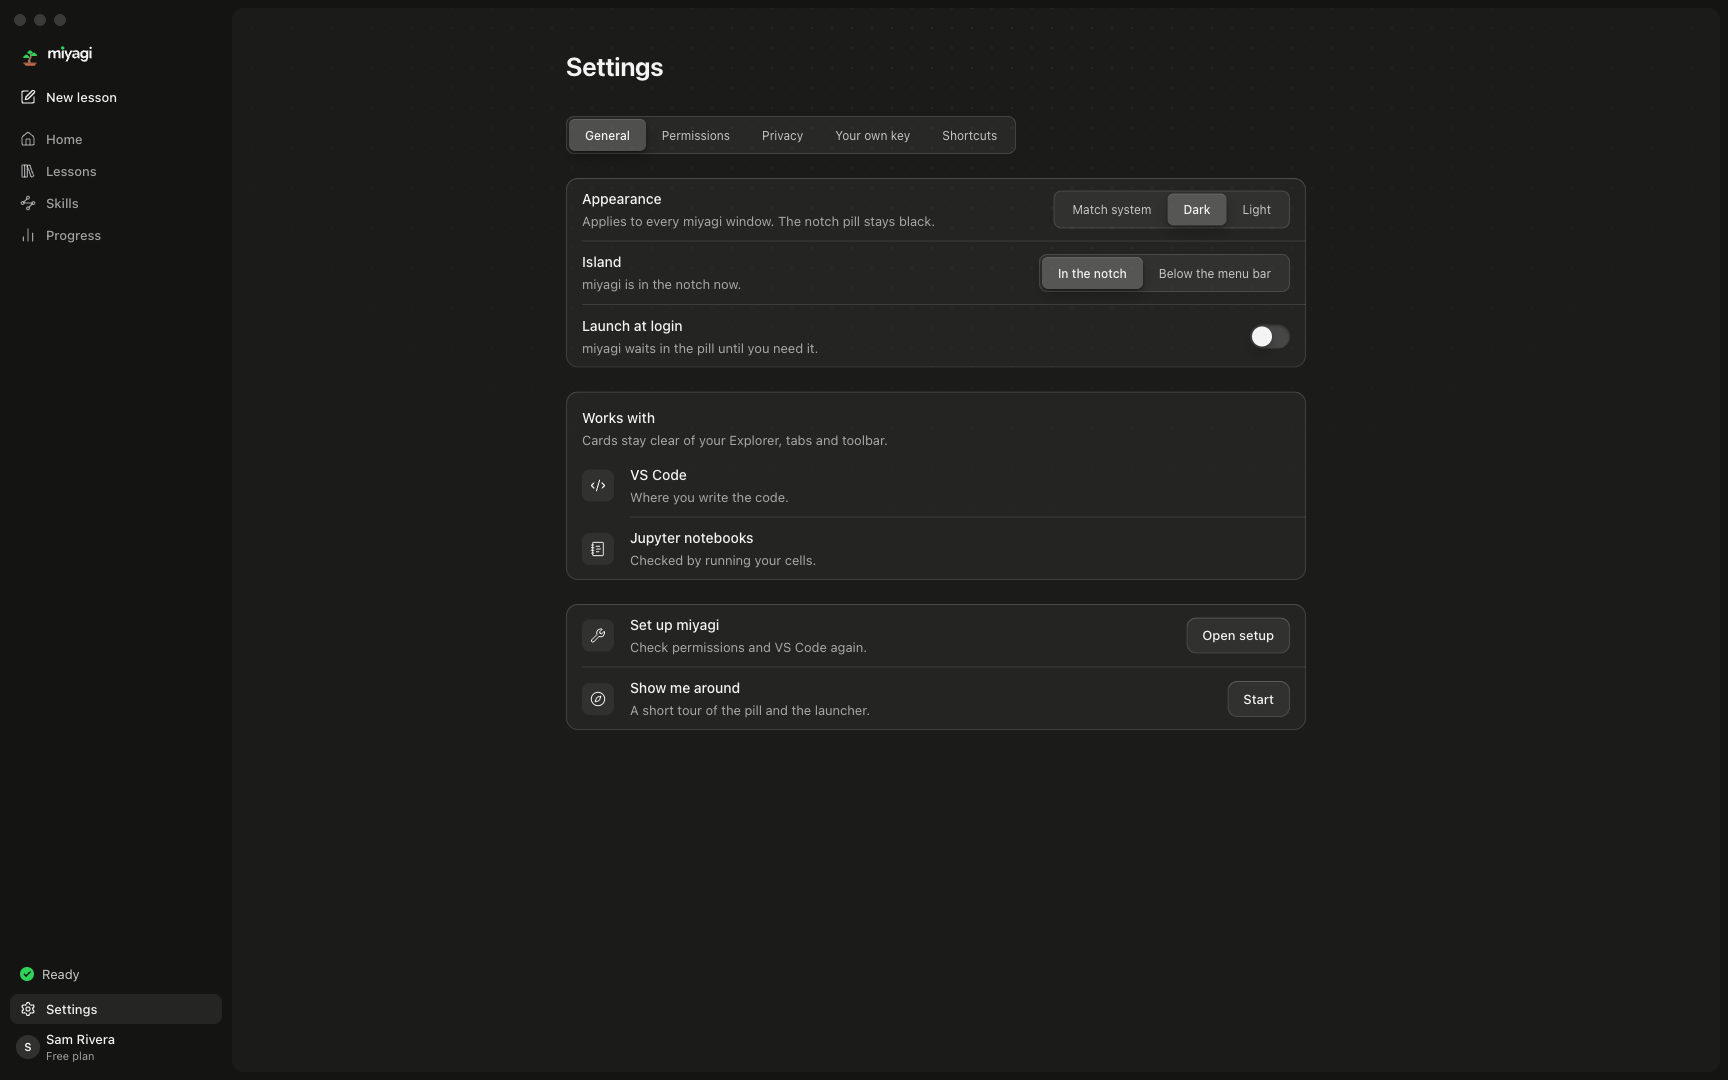 miyagi
New lesson
Home
Lessons
Skills
Progress
Ready
Settings
S
Sam Rivera
Free plan
Settings
General
Permissions
Privacy
Your own key
Shortcuts
Appearance
Applies to every miyagi window. The notch pill stays black.
Match system
Dark
Light
Island
miyagi is in the notch now.
In the notch
Below the menu bar
Launch at login
miyagi waits in the pill until you need it.
Works with
Cards stay clear of your Explorer, tabs and toolbar.
VS Code
Where you write the code.
Jupyter notebooks
Checked by running your cells.
Set up miyagi
Check permissions and VS Code again.
Open setup
Show me around
A short tour of the pill and the launcher.
Start